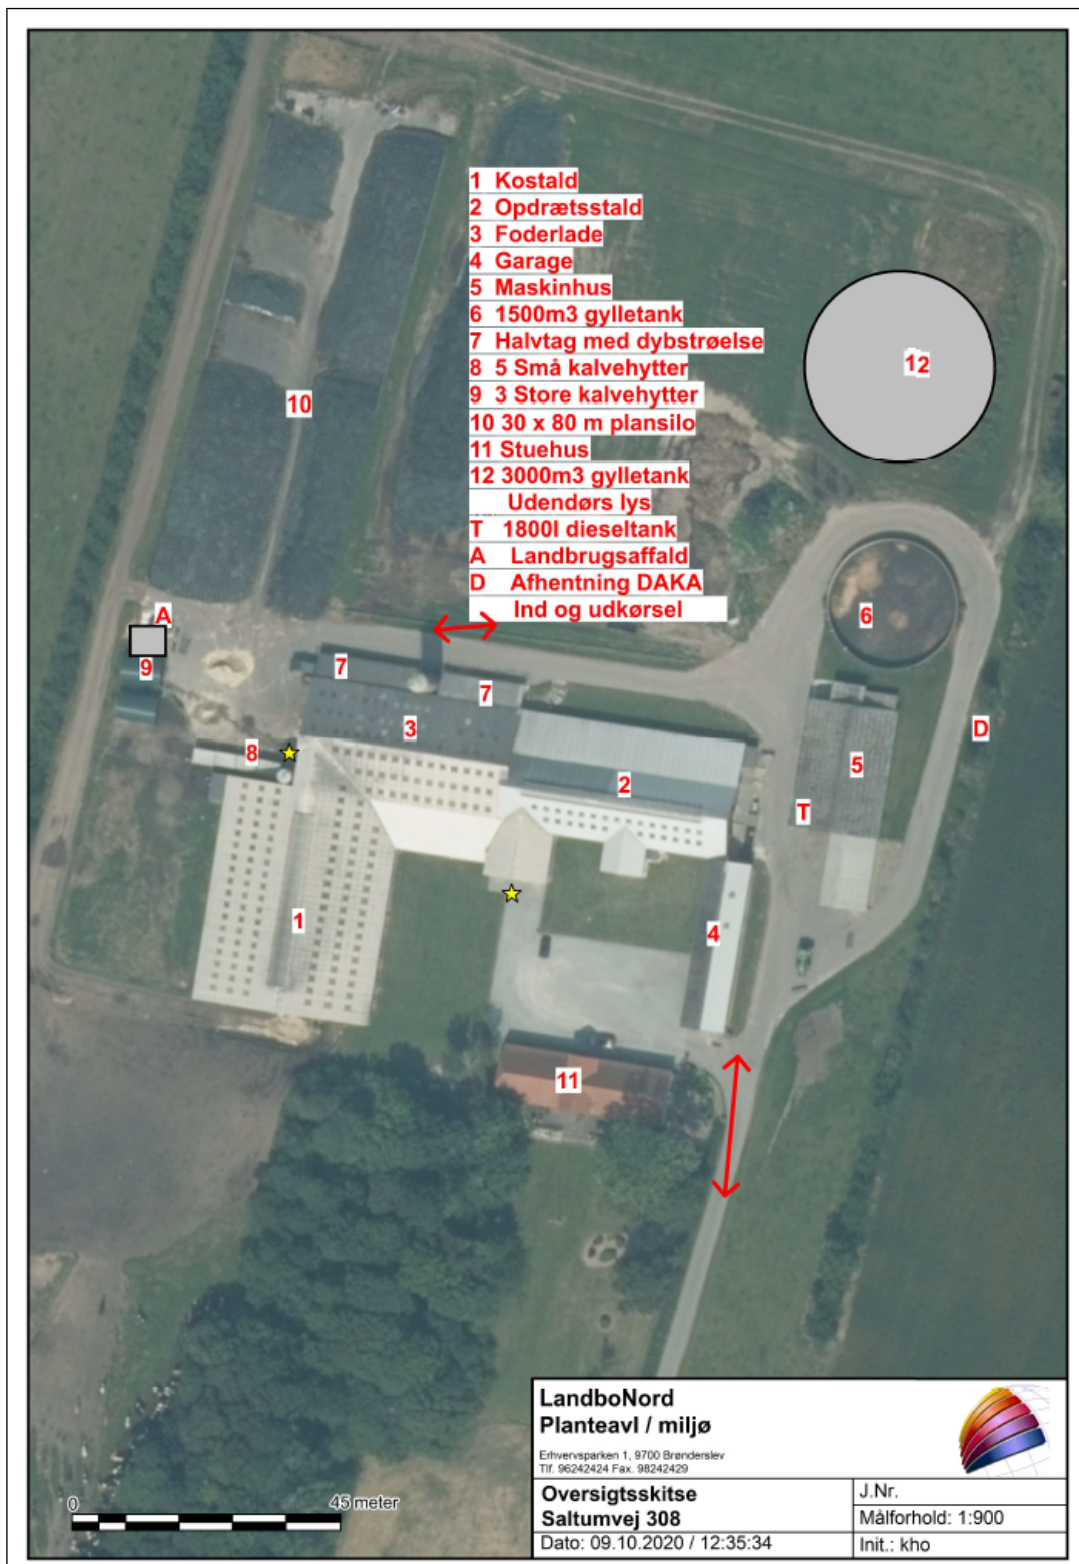 1 Kostald
2 Opdrætsstald
3 Foderlade
4 Garage
5 Maskinhus
6 1500m3 gylletank
7 Halvtag med dybstrøelse
8 5 Små kalvehytter
9 3 Store kalvehytter
10 30 x 80 m plansilo
11 Stuehus
12 3000m3 gylletank
Udendørs lys
T 1800l dieseltank
A Landbrugsaffald
D Afhentning DAKA
Ind og udkørsel
12
10
6
A
9
7
7
3
D
8
2
5
T
1
4
11
LandboNord
Planteavl / miljø
Erhvervsparken 1, 9700 Brønderslev
Tlf. 96242424 Fax. 98242429
Oversigtsskitse
Saltumvej 308
Dato: 09.10.2020 / 12:35:34
J.Nr.
Målforhold: 1:900
Init.: kho
0
45 meter